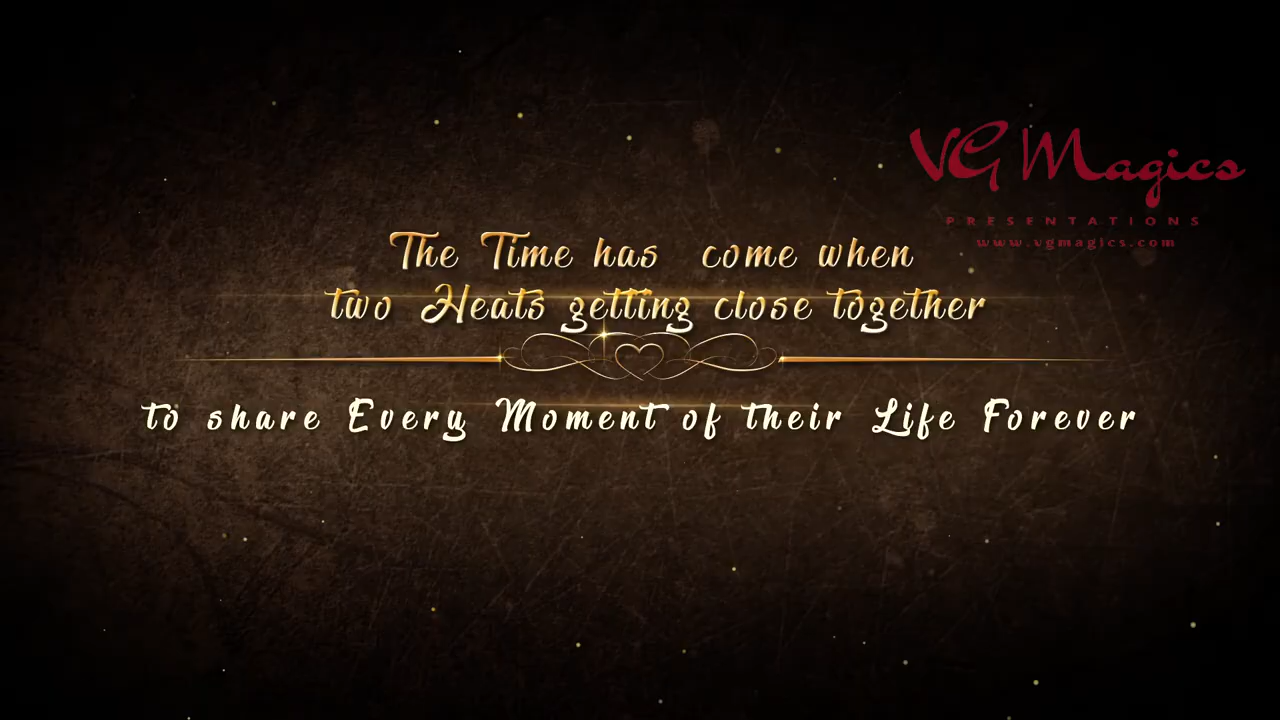 VG Magics
PRESENTATIONS
www.vgmagics.com
The Time has come when
two Heats getting close together
to share Every Moment of their Life Forever